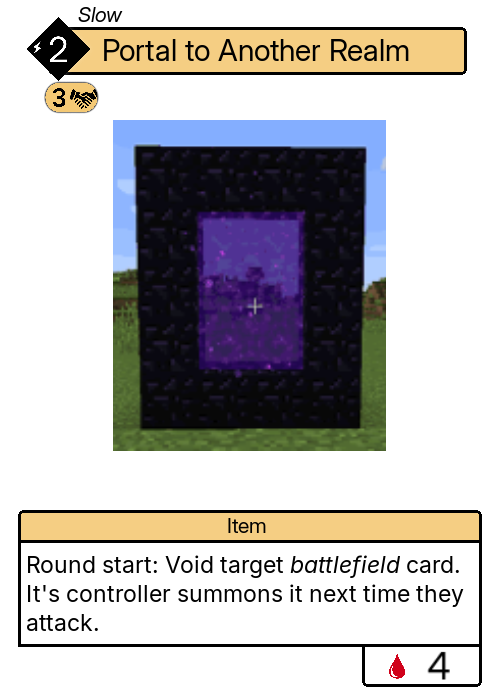 Slow
2
Portal to Another Realm
3
Item
Round start: Void target battlefield card.
It's controller summons it next time they
attack.
4